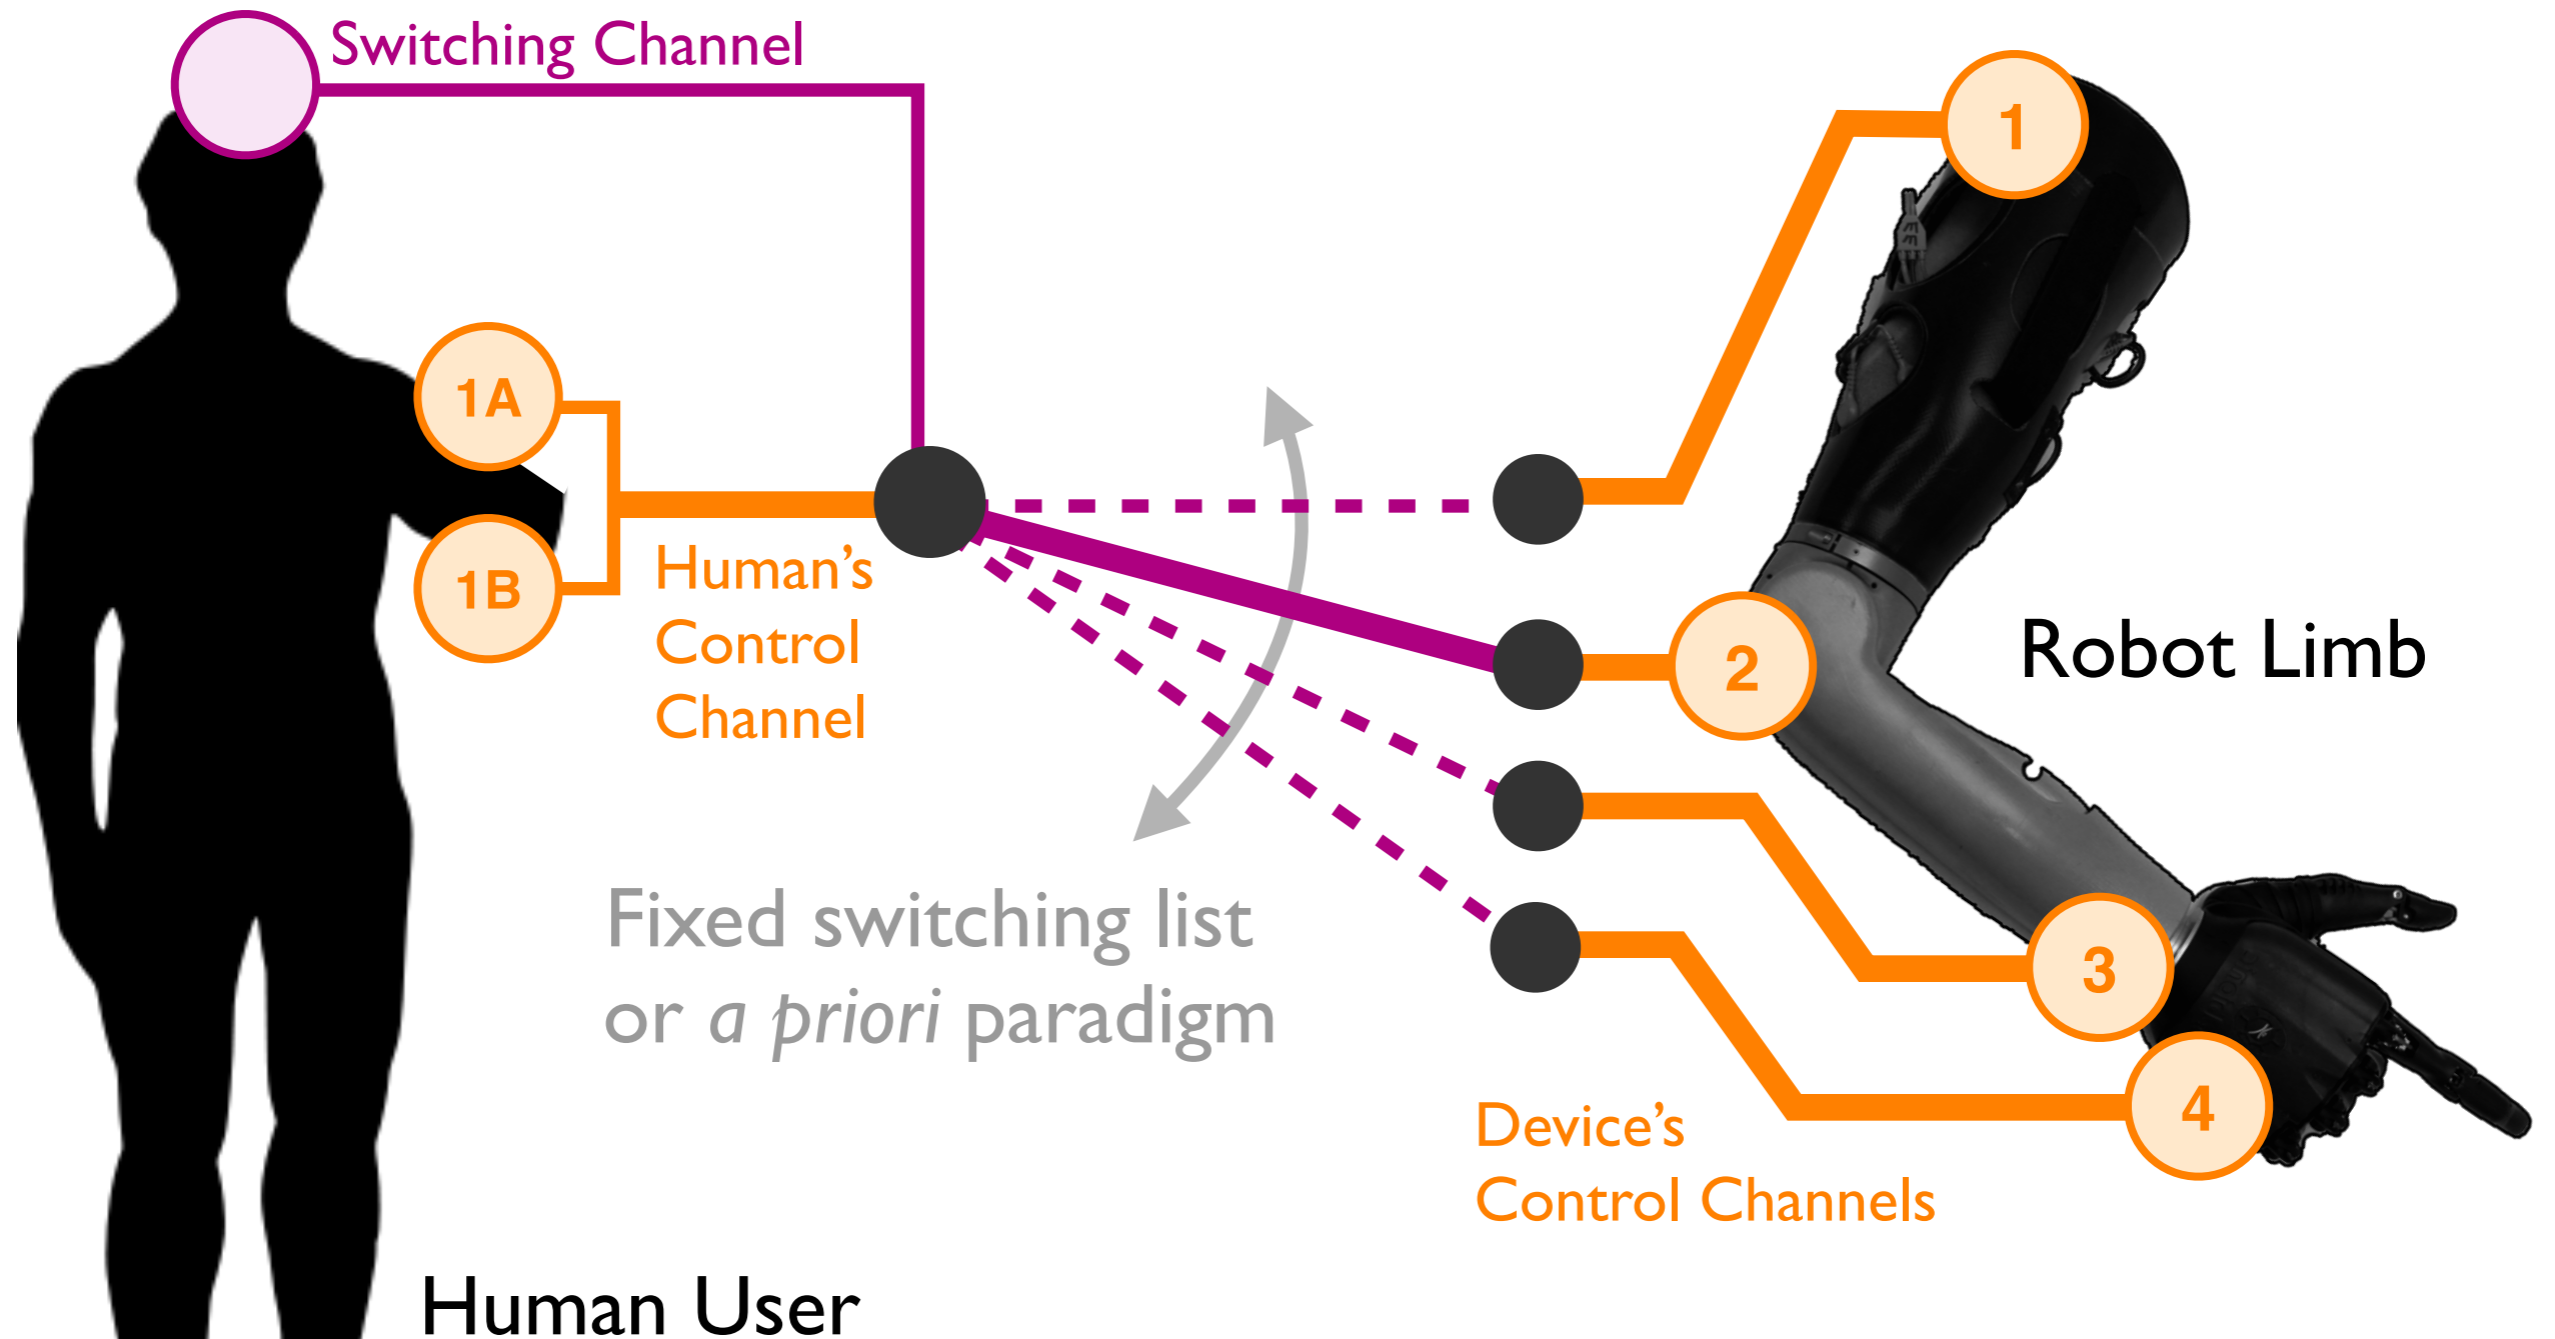 Switching Channel
1
1A
1B
Human's
Control
Channel
2
Robot Limb
Fixed switching list
or a priori paradigm
3
4
Device's
Control Channels
Human User